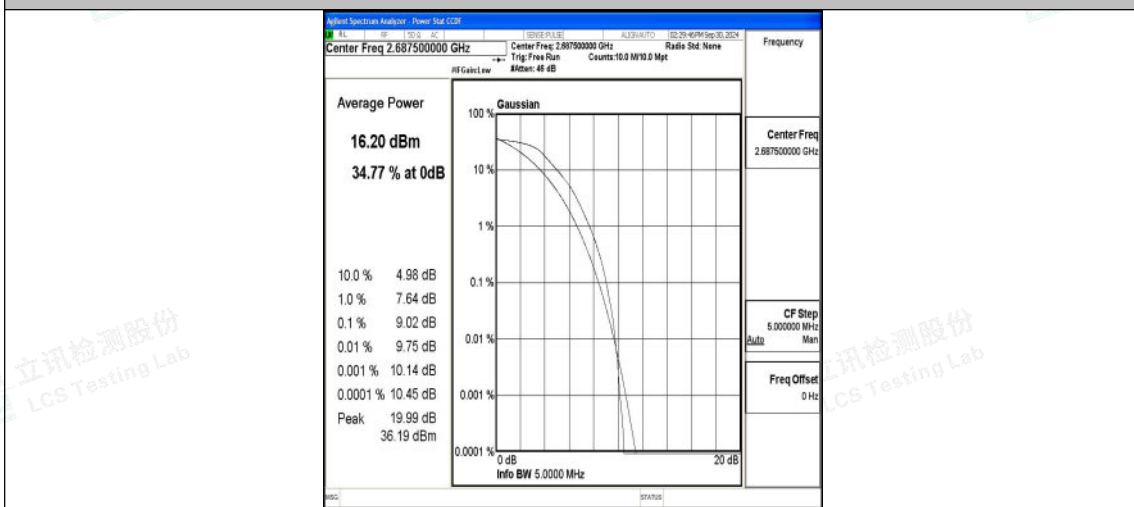 Agilent Spectrum Analyzer - Power Stat CCDF
RL RF 50 Ω AC SENSE:PULSE ALIGNAUTO 02:29:46PM Sep 30, 2024
Center Freq 2.687500000 GHz
Center Freq: 2.687500000 GHz Radio Std: None
Trig: Free Run Counts:10.0 M/10.0 Mpt
#IFGain:Low #Atten: 46 dB
Frequency
Average Power
16.20 dBm
34.77 % at 0dB
10.0 % 4.98 dB
1.0 % 7.64 dB
0.1 % 9.02 dB
0.01 % 9.75 dB
0.001 % 10.14 dB
0.0001 % 10.45 dB
Peak 19.99 dB
36.19 dBm
Gaussian
100 %
10 %
1 %
0.1 %
0.01 %
0.001 %
0.0001 %
0 dB 20 dB
Info BW 5.0000 MHz
Center Freq
2.687500000 GHz
CF Step
5.000000 MHz
Auto Man
Freq Offset
0 Hz
MSG STATUS
立讯检测股份
LCS Testing Lab
立讯检测股份
LCS Testing Lab